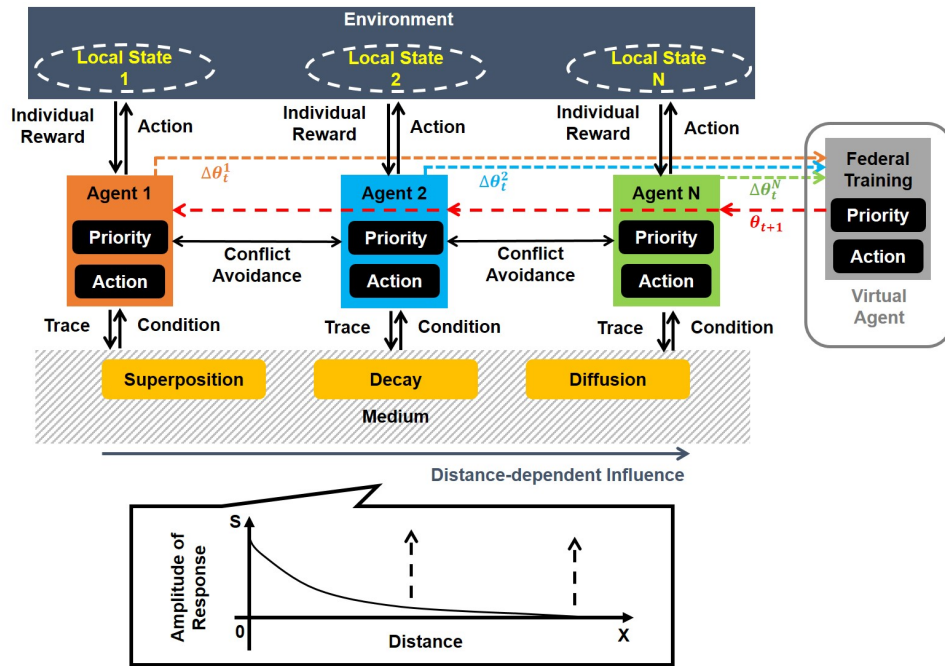 Environment
Local State
1
Local State
2
Local State
N
Individual
Reward
Action
Individual
Reward
Action
Individual
Reward
Action
Δθ_t^1
Δθ_t^2
Δθ_t^N
Federal
Training
Priority
Action
Virtual
Agent
Agent 1
Priority
Action
Agent 2
Priority
Action
Agent N
Priority
Action
θ_{t+1}
Conflict
Avoidance
Conflict
Avoidance
Trace
Condition
Trace
Condition
Trace
Condition
Superposition
Decay
Diffusion
Medium
Distance-dependent Influence
S
Amplitude of
Response
0
Distance
X